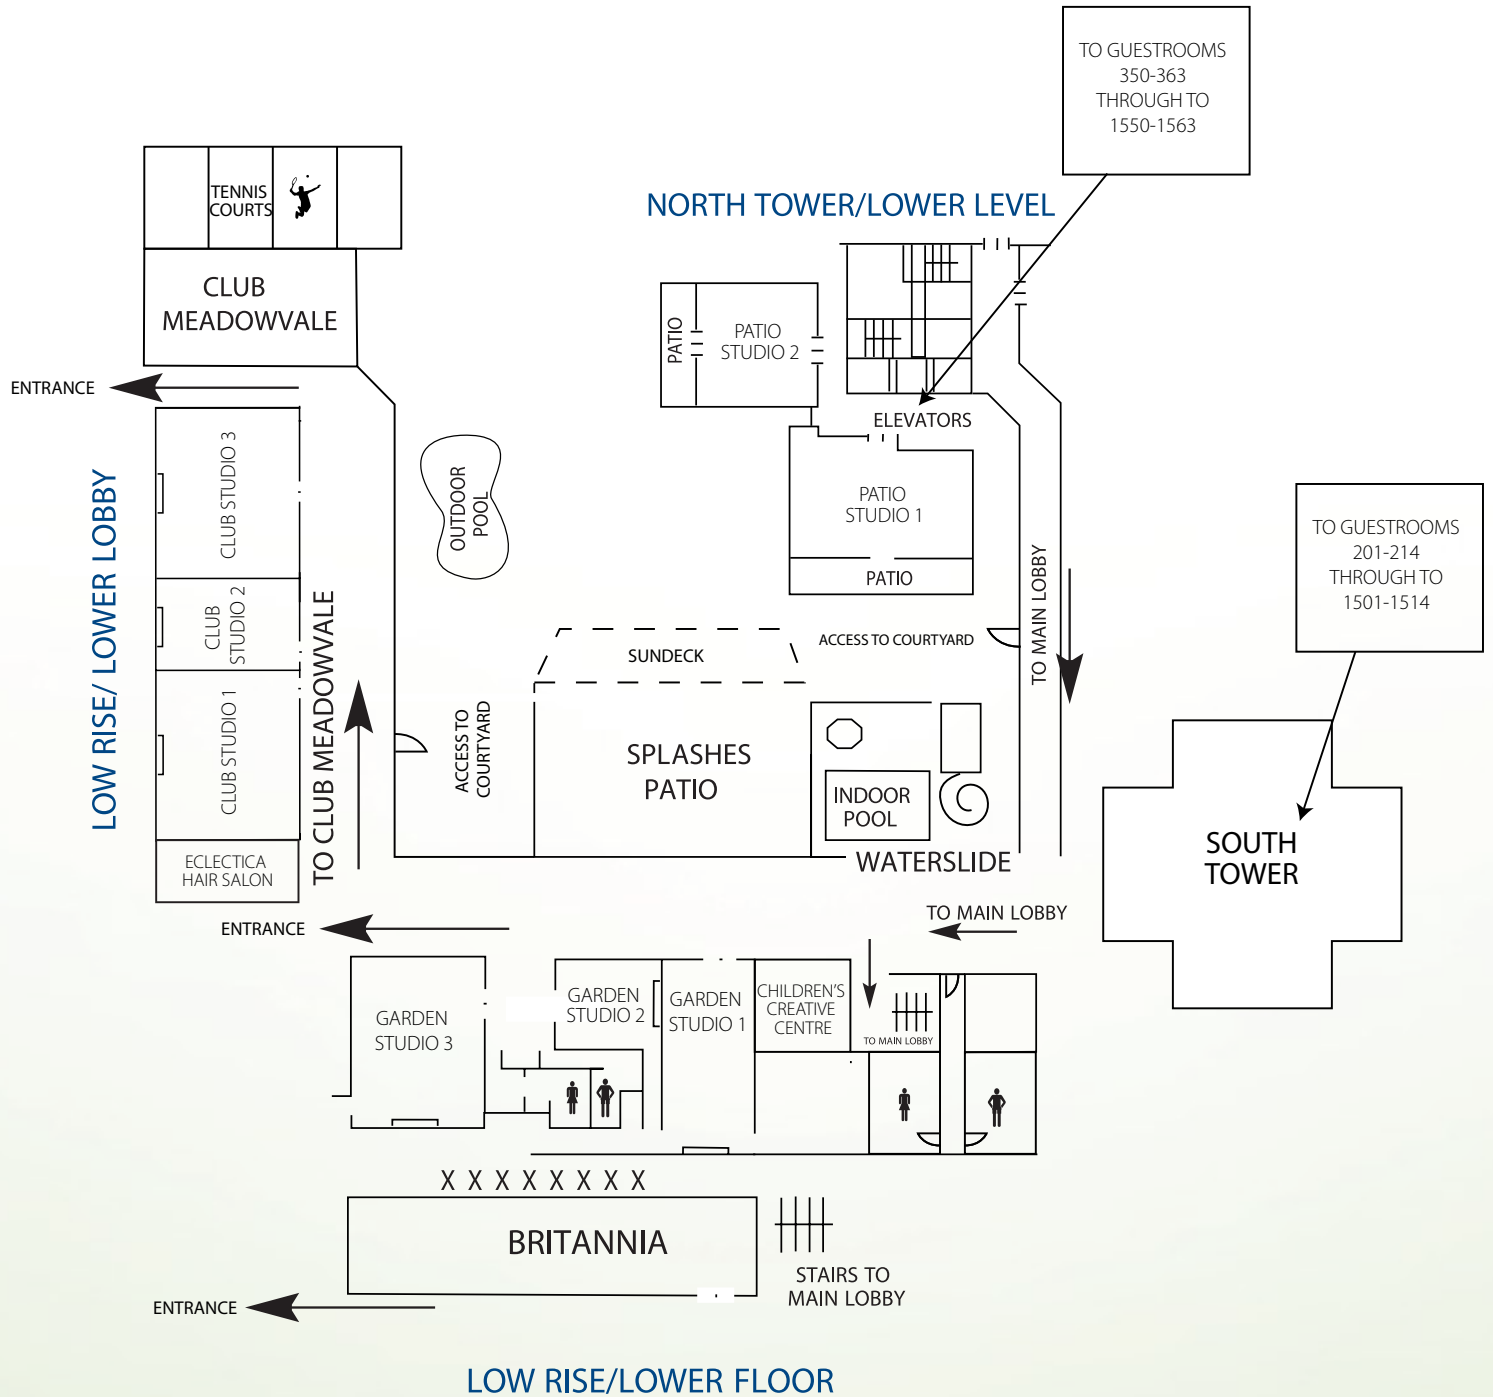 TO GUESTROOMS
350-363
THROUGH TO
1550-1563
TENNIS
COURTS
NORTH TOWER/LOWER LEVEL
CLUB
MEADOWVALE
PATIO
PATIO
STUDIO 2
ENTRANCE
ELEVATORS
CLUB STUDIO 3
OUTDOOR
POOL
PATIO
STUDIO 1
PATIO
TO GUESTROOMS
201-214
THROUGH TO
1501-1514
LOW RISE/ LOWER LOBBY
CLUB
STUDIO 2
TO CLUB MEADOWVALE
SUNDECK
ACCESS TO COURTYARD
TO MAIN LOBBY
CLUB STUDIO 1
ACCESS TO
COURTYARD
SPLASHES
PATIO
INDOOR
POOL
WATERSLIDE
SOUTH
TOWER
ECLECTICA
HAIR SALON
ENTRANCE
TO MAIN LOBBY
GARDEN
STUDIO 3
GARDEN
STUDIO 2
GARDEN
STUDIO 1
CHILDREN'S
CREATIVE
CENTRE
TO MAIN LOBBY
X X X X X X X X
BRITANNIA
STAIRS TO
MAIN LOBBY
ENTRANCE
LOW RISE/LOWER FLOOR